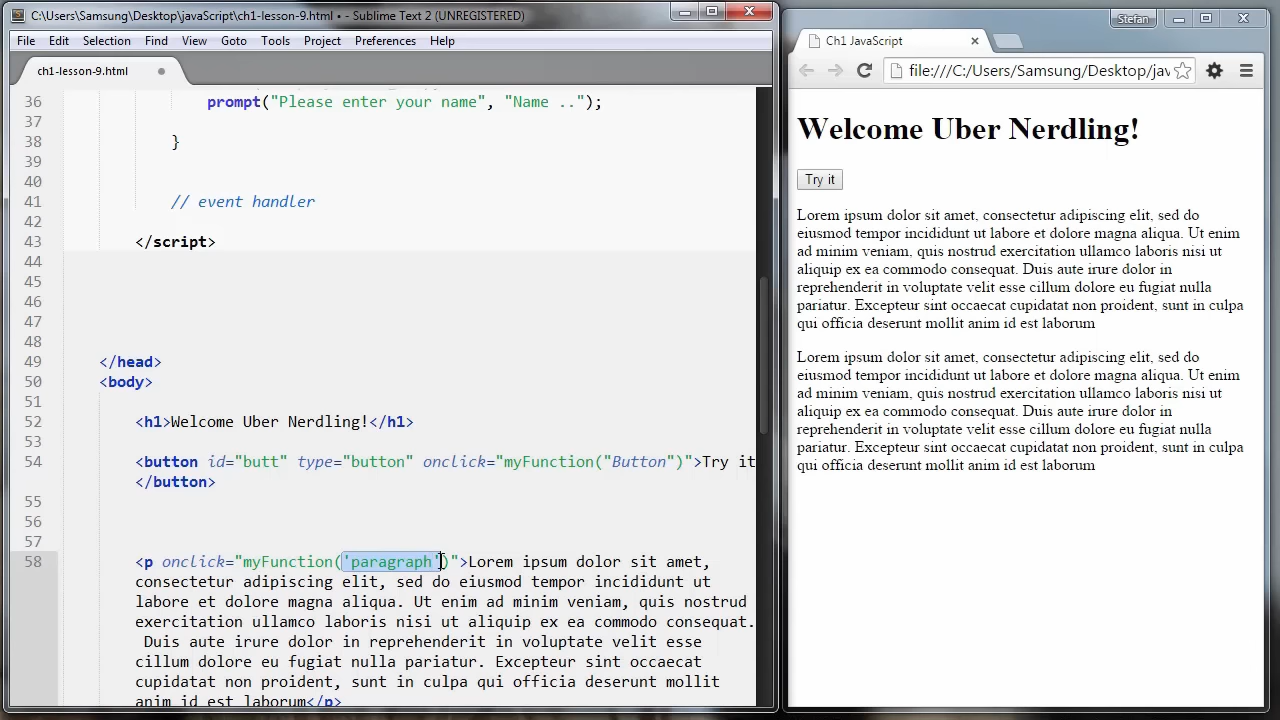 C:\Users\Samsung\Desktop\javaScript\ch1-lesson-9.html • - Sublime Text 2 (UNREGISTERED)
File Edit Selection Find View Goto Tools Project Preferences Help
ch1-lesson-9.html
36 prompt("Please enter your name", "Name ..");
37
38 }
39
40
41 // event handler
42
43 </script>
44
45
46
47
48
49 </head>
50 <body>
51
52 <h1>Welcome Uber Nerdling!</h1>
53
54 <button id="butt" type="button" onclick="myFunction("Button")">Try it
</button>
55
56
57
58 <p onclick="myFunction('paragraph')">Lorem ipsum dolor sit amet,
consectetur adipiscing elit, sed do eiusmod tempor incididunt ut
labore et dolore magna aliqua. Ut enim ad minim veniam, quis nostrud
exercitation ullamco laboris nisi ut aliquip ex ea commodo consequat.
Duis aute irure dolor in reprehenderit in voluptate velit esse
cillum dolore eu fugiat nulla pariatur. Excepteur sint occaecat
cupidatat non proident, sunt in culpa qui officia deserunt mollit
anim id est laborum</p>
Stefan
Ch1 JavaScript
file:///C:/Users/Samsung/Desktop/jav
Welcome Uber Nerdling!
Try it
Lorem ipsum dolor sit amet, consectetur adipiscing elit, sed do
eiusmod tempor incididunt ut labore et dolore magna aliqua. Ut enim
ad minim veniam, quis nostrud exercitation ullamco laboris nisi ut
aliquip ex ea commodo consequat. Duis aute irure dolor in
reprehenderit in voluptate velit esse cillum dolore eu fugiat nulla
pariatur. Excepteur sint occaecat cupidatat non proident, sunt in culpa
qui officia deserunt mollit anim id est laborum
Lorem ipsum dolor sit amet, consectetur adipiscing elit, sed do
eiusmod tempor incididunt ut labore et dolore magna aliqua. Ut enim
ad minim veniam, quis nostrud exercitation ullamco laboris nisi ut
aliquip ex ea commodo consequat. Duis aute irure dolor in
reprehenderit in voluptate velit esse cillum dolore eu fugiat nulla
pariatur. Excepteur sint occaecat cupidatat non proident, sunt in culpa
qui officia deserunt mollit anim id est laborum